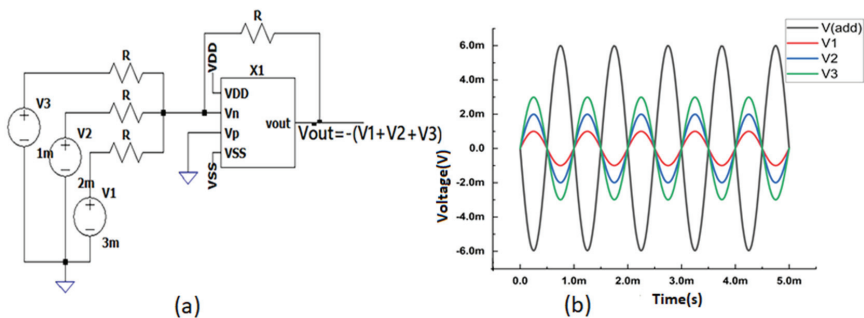 R
R
VDD
X1
R
VDD
V3
R
Vn
V2
Vp
vout
Vout=-(V1+V2+V3)
1m
VSS
VSS
2m
V1
3m
(a)
V(add)
V1
V2
V3
6.0m
4.0m
2.0m
0.0
-2.0m
-4.0m
-6.0m
Voltage(V)
0.0
1.0m
2.0m
3.0m
4.0m
5.0m
Time(s)
(b)